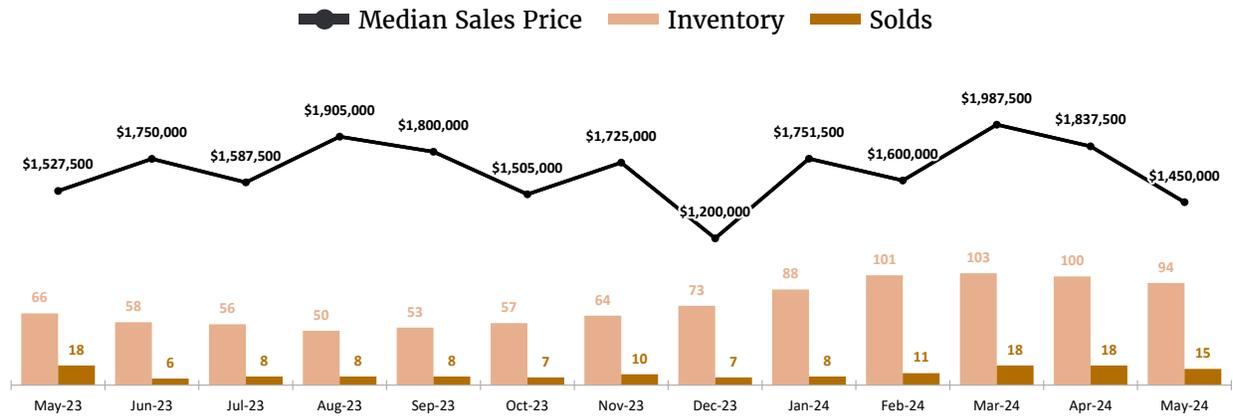 Median Sales Price Inventory Solds
$1,527,500 $1,750,000 $1,587,500 $1,905,000 $1,800,000 $1,505,000 $1,725,000 $1,200,000 $1,751,500 $1,600,000 $1,987,500 $1,837,500 $1,450,000
66 58 56 50 53 57 64 73 88 101 103 100 94
18 6 8 8 8 7 10 7 8 11 18 18 15
May-23 Jun-23 Jul-23 Aug-23 Sep-23 Oct-23 Nov-23 Dec-23 Jan-24 Feb-24 Mar-24 Apr-24 May-24